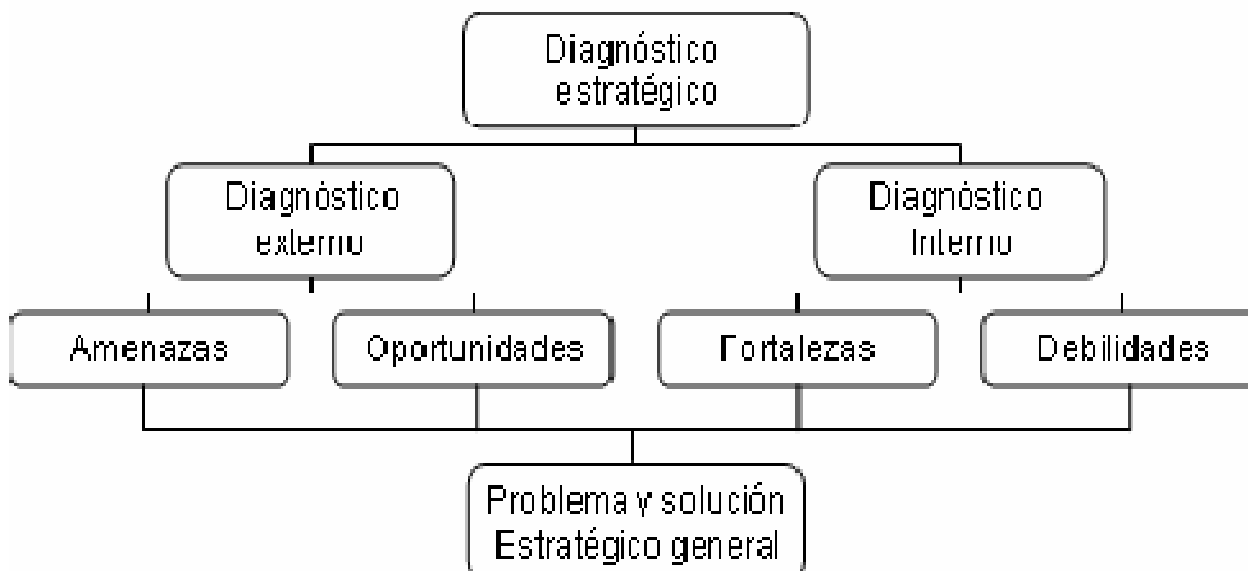 Diagnóstico
estratégico
Diagnóstico
externo
Diagnóstico
Interno
Amenazas
Oportunidades
Fortalezas
Debilidades
Problema y solución
Estratégico general